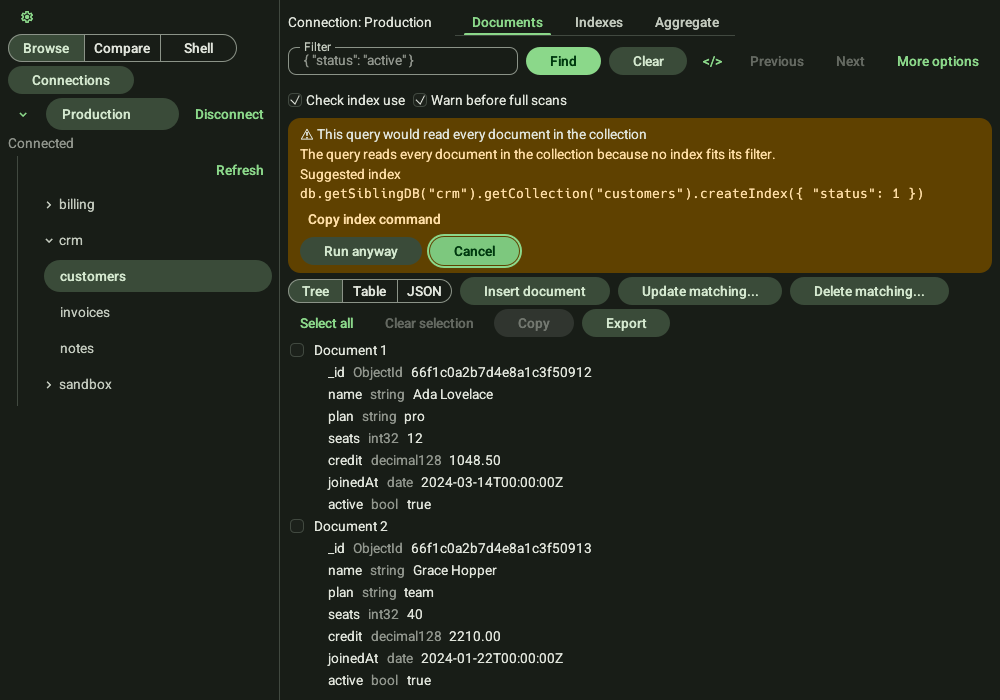 Browse Compare Shell
Connections
Production Disconnect
Connected
Refresh
billing
crm
customers
invoices
notes
sandbox
Connection: Production Documents Indexes Aggregate
Filter
{ "status": "active" } Find Clear </> Previous Next More options
Check index use Warn before full scans
⚠ This query would read every document in the collection
The query reads every document in the collection because no index fits its filter.
Suggested index
db.getSiblingDB("crm").getCollection("customers").createIndex({ "status": 1 })
Copy index command
Run anyway Cancel
Tree Table JSON Insert document Update matching... Delete matching...
Select all Clear selection Copy Export
Document 1
_id ObjectId 66f1c0a2b7d4e8a1c3f50912
name string Ada Lovelace
plan string pro
seats int32 12
credit decimal128 1048.50
joinedAt date 2024-03-14T00:00:00Z
active bool true
Document 2
_id ObjectId 66f1c0a2b7d4e8a1c3f50913
name string Grace Hopper
plan string team
seats int32 40
credit decimal128 2210.00
joinedAt date 2024-01-22T00:00:00Z
active bool true